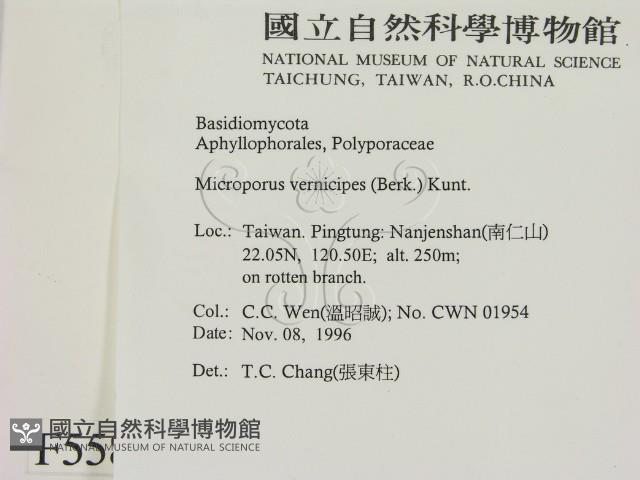 國立自然科學博物館
NATIONAL MUSEUM OF NATURAL SCIENCE
TAICHUNG, TAIWAN, R.O.CHINA
Basidiomycota
Aphyllophorales, Polyporaceae
Microporus vernicipes (Berk.) Kunt.
Loc.: Taiwan. Pingtung: Nanjenshan(南仁山)
22.05N, 120.50E; alt. 250m;
on rotten branch.
Col.: C.C. Wen(溫昭誠); No. CWN 01954
Date: Nov. 08, 1996
Det.: T.C. Chang(張東柱)
國立自然科學博物館
NATIONAL MUSEUM OF NATURAL SCIENCE